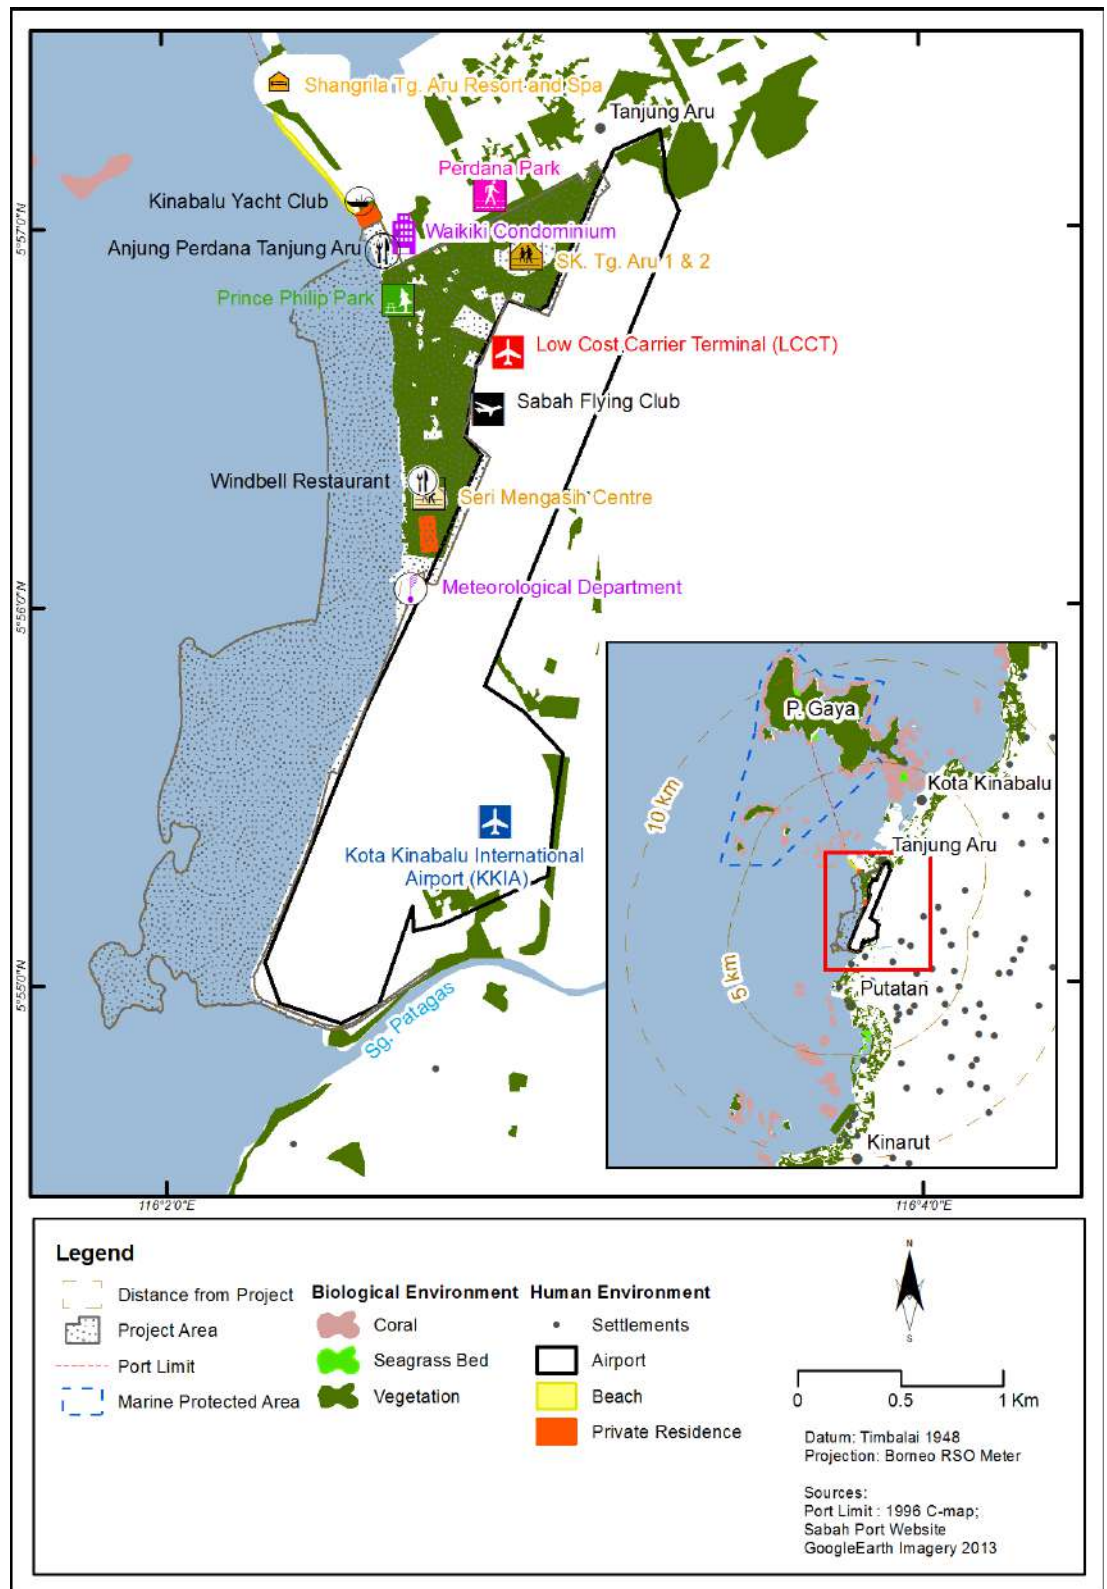 Shangrila Tg. Aru Resort and Spa
Tanjung Aru
Perdana Park
Kinabalu Yacht Club
5°57'0"N
Waikiki Condominium
Anjung Perdana Tanjung Aru
SK. Tg. Aru 1 & 2
Prince Philip Park
Low Cost Carrier Terminal (LCCT)
Sabah Flying Club
Windbell Restaurant
Seri Mengasih Centre
Meteorological Department
5°56'0"N
P. Gaya
10 km
Kota Kinabalu
Tanjung Aru
5 km
Putatan
Kinarut
Kota Kinabalu International
Airport (KKIA)
5°55'0"N
Sg. Patagas
116°2'0"E
116°4'0"E
Legend
Distance from Project
Project Area
Port Limit
Marine Protected Area
Biological Environment
Coral
Seagrass Bed
Vegetation
Human Environment
Settlements
Airport
Beach
Private Residence
N
S
0 0.5 1 Km
Datum: Timbalai 1948
Projection: Borneo RSO Meter
Sources:
Port Limit : 1996 C-map;
Sabah Port Website
GoogleEarth Imagery 2013